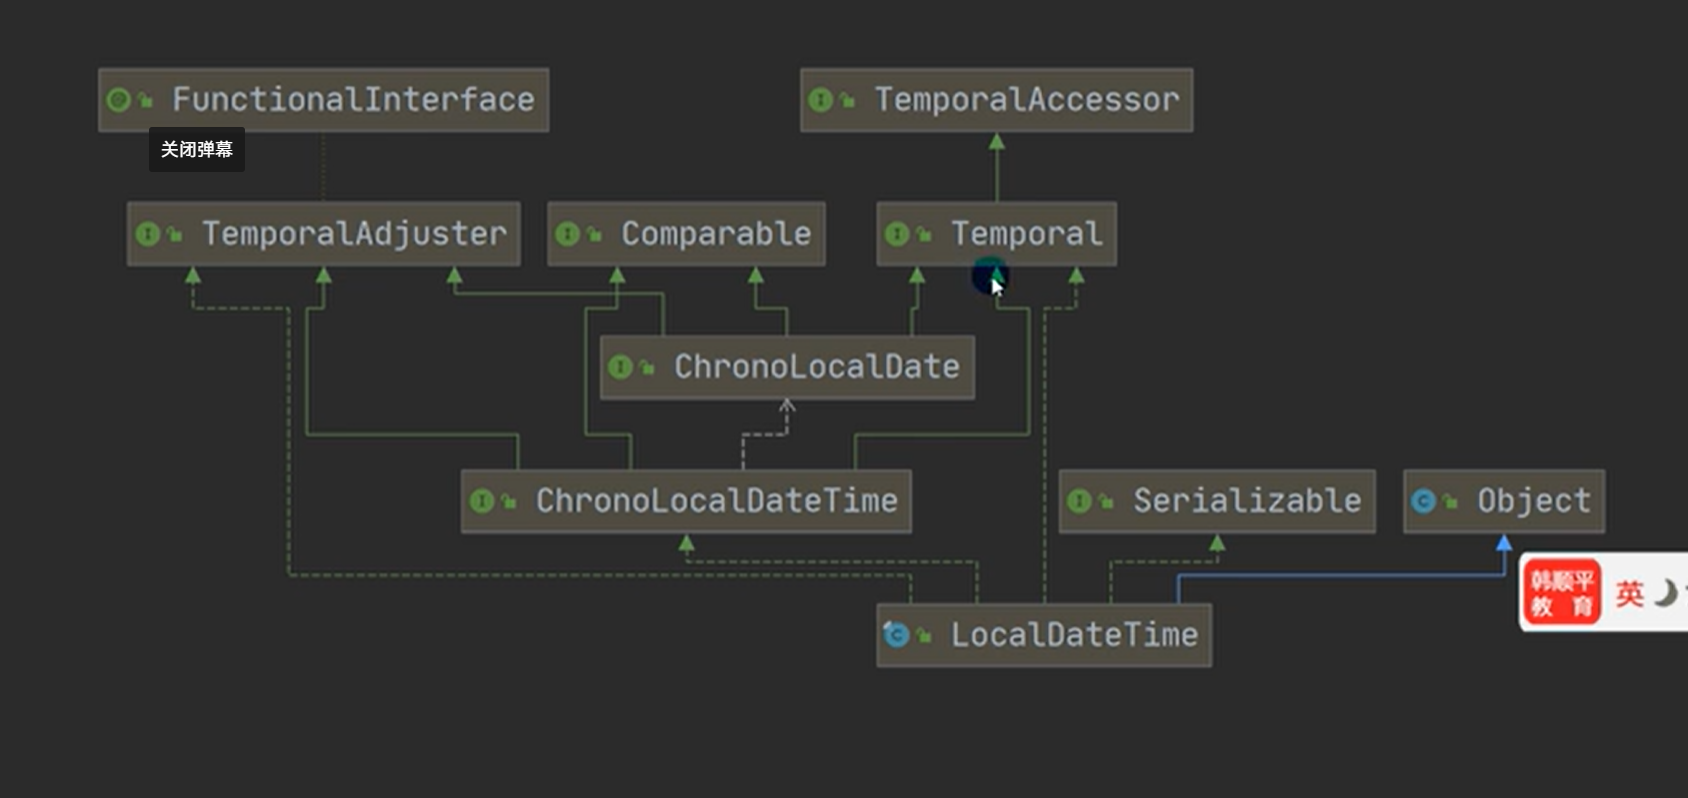 FunctionalInterface
TemporalAccessor
关闭弹幕
TemporalAdjuster
Comparable
Temporal
ChronoLocalDate
ChronoLocalDateTime
Serializable
Object
韩顺平
教 育
英
LocalDateTime